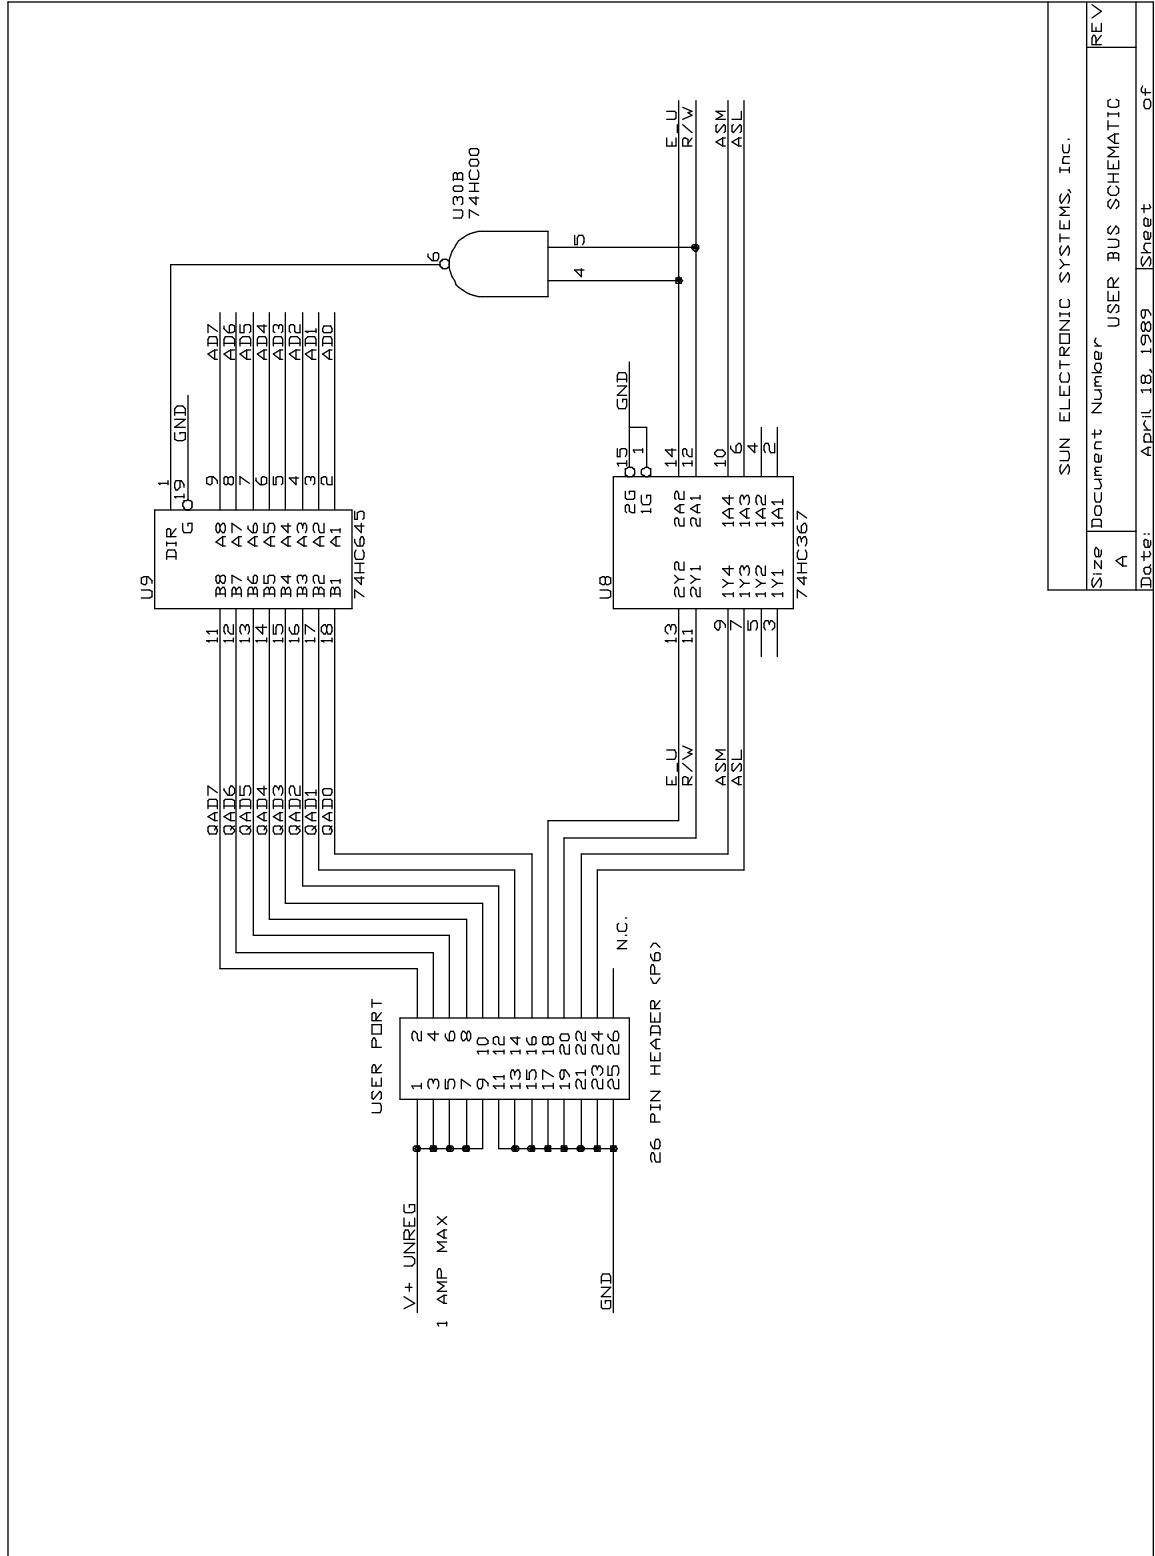 USER PORT
V+ UNREG
1 AMP MAX
GND
1 2
3 4
5 6
7 8
9 10
11 12
13 14
15 16
17 18
19 20
21 22
23 24
25 26
N.C.
26 PIN HEADER (P6)
QAD7
QAD6
QAD5
QAD4
QAD3
QAD2
QAD1
QAD0
U9
DIR 1
G 19 GND
11 B8 A8 9 AD7
12 B7 A7 8 AD6
13 B6 A6 7 AD5
14 B5 A5 6 AD4
15 B4 A4 5 AD3
16 B3 A3 4 AD2
17 B2 A2 3 AD1
18 B1 A1 2 AD0
74HC645
U30B
74HC00
6
4
5
U8
2G 15 GND
1G 1
E_U 13 2Y2 2A2 14 E_U
R/W 11 2Y1 2A1 12 R/W
ASM 9 1Y4 1A4 10 ASM
ASL 7 1Y3 1A3 6 ASL
5 1Y2 1A2 4
3 1Y1 1A1 2
74HC367
SUN ELECTRONIC SYSTEMS, Inc.
Size Document Number REV
A USER BUS SCHEMATIC
Date: April 18, 1989 Sheet of